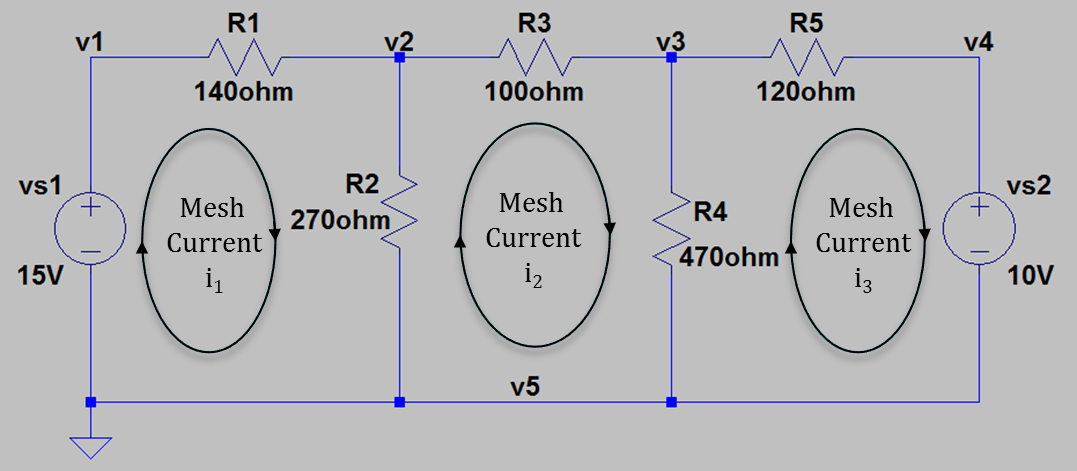 R1
R3
R5
v1
v2
v3
v4
140ohm
100ohm
120ohm
vs1
15V
Mesh
Current
i₁
R2
270ohm
Mesh
Current
i₂
R4
470ohm
Mesh
Current
i₃
vs2
10V
v5